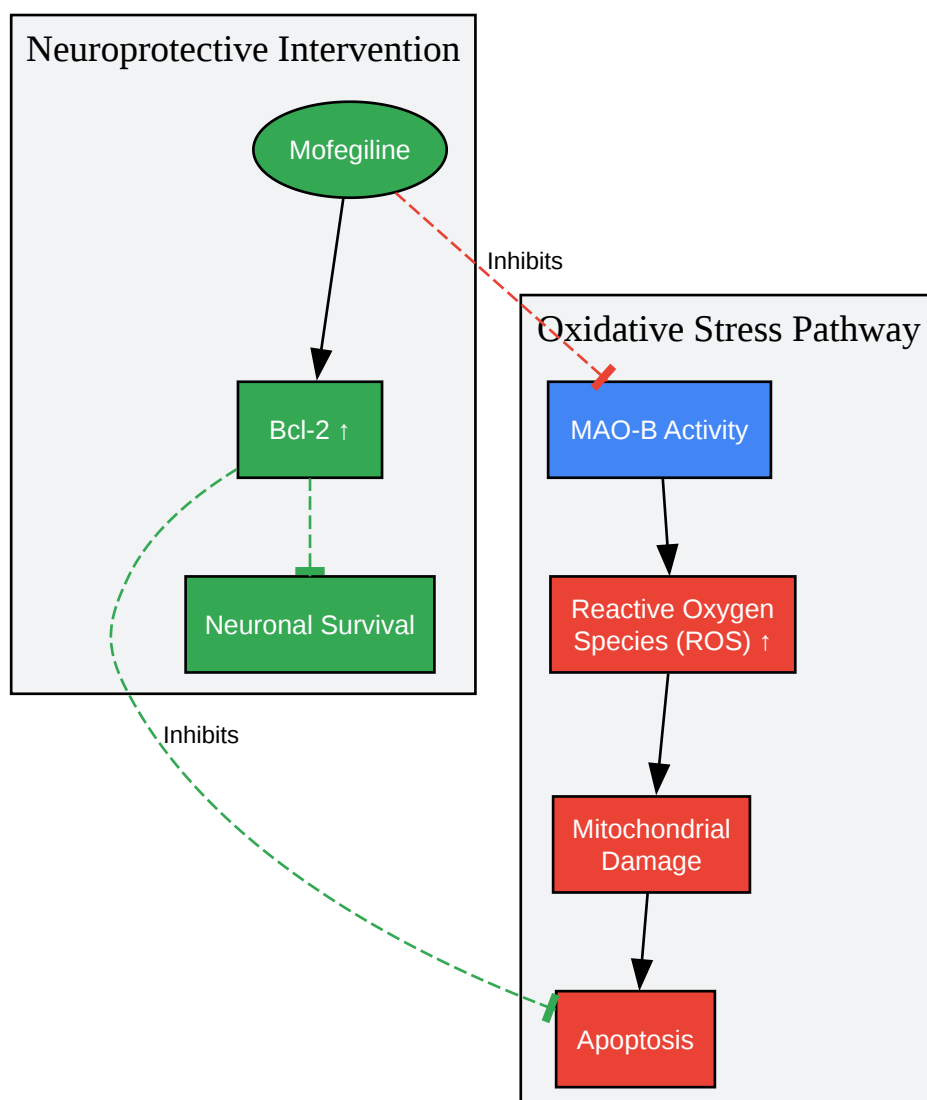 Neuroprotective Intervention
Mofegiline
Inhibits
Oxidative Stress Pathway
Bcl-2 ↑
MAO-B Activity
Neuronal Survival
Reactive Oxygen
Species (ROS) ↑
Inhibits
Mitochondrial
Damage
Apoptosis